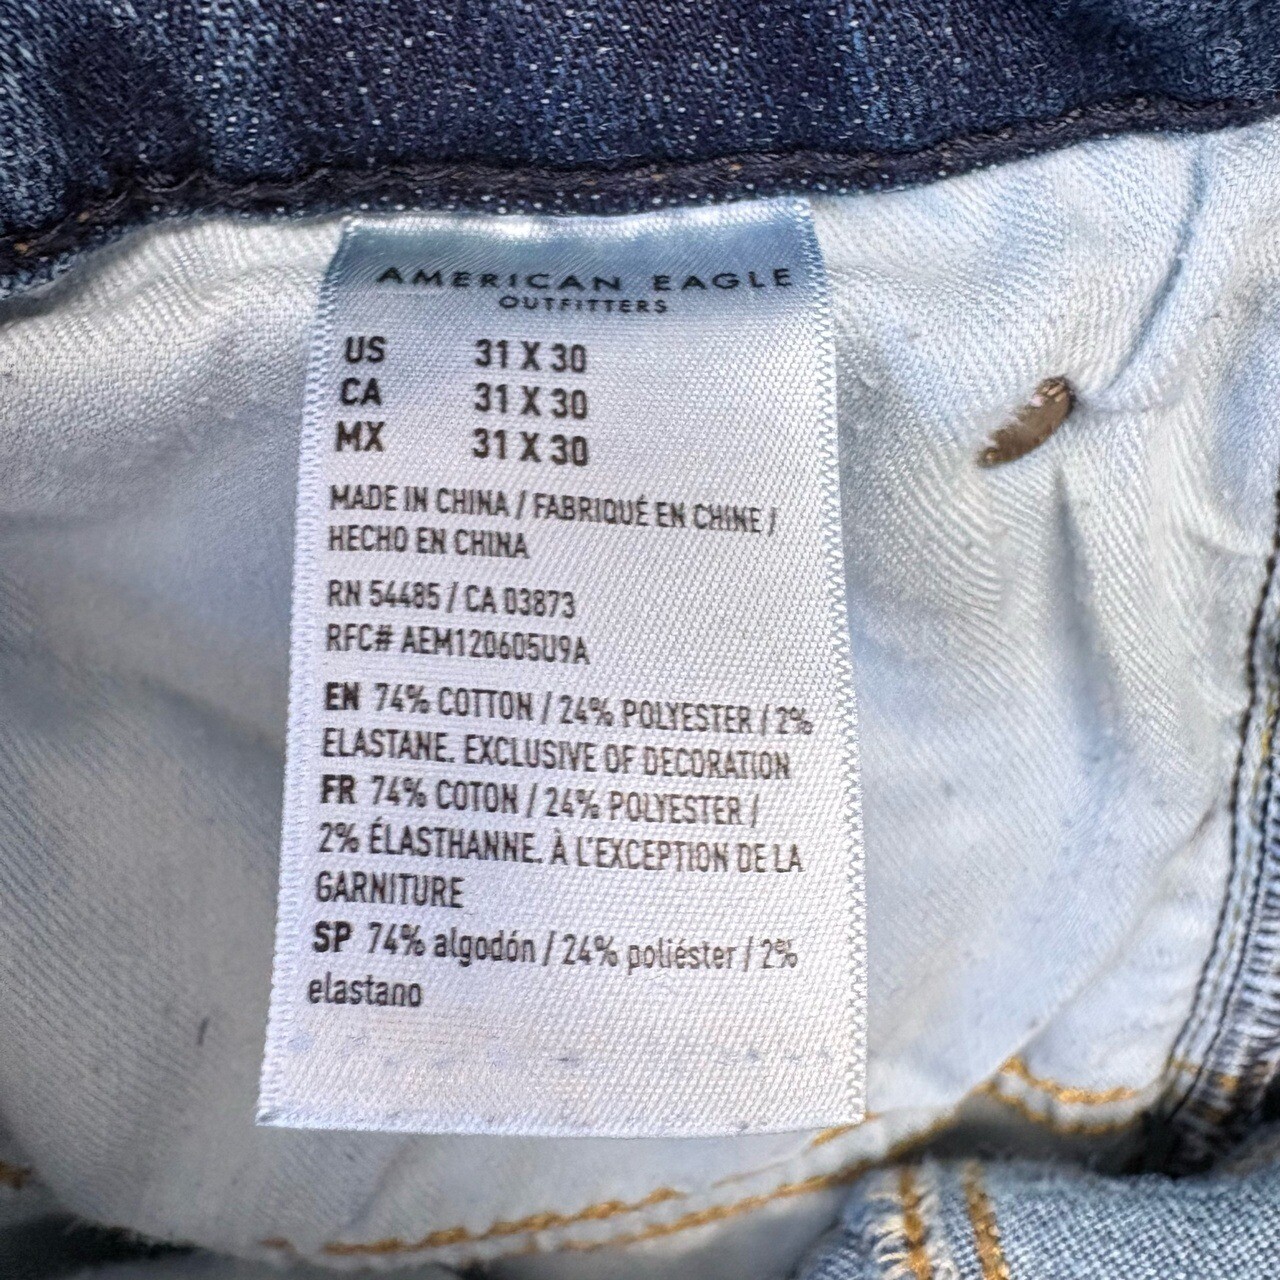 AMERICAN EAGLE
OUTFITTERS
US 31 X 30
CA 31 X 30
MX 31 X 30
MADE IN CHINA / FABRIQUÉ EN CHINE /
HECHO EN CHINA
RN 54485 / CA 03873
RFC# AEM120605U9A
EN 74% COTTON / 24% POLYESTER / 2%
ELASTANE. EXCLUSIVE OF DECORATION
FR 74% COTON / 24% POLYESTER /
2% ÉLASTHANNE. À L'EXCEPTION DE LA
GARNITURE
SP 74% algodón / 24% poliéster / 2%
elastano